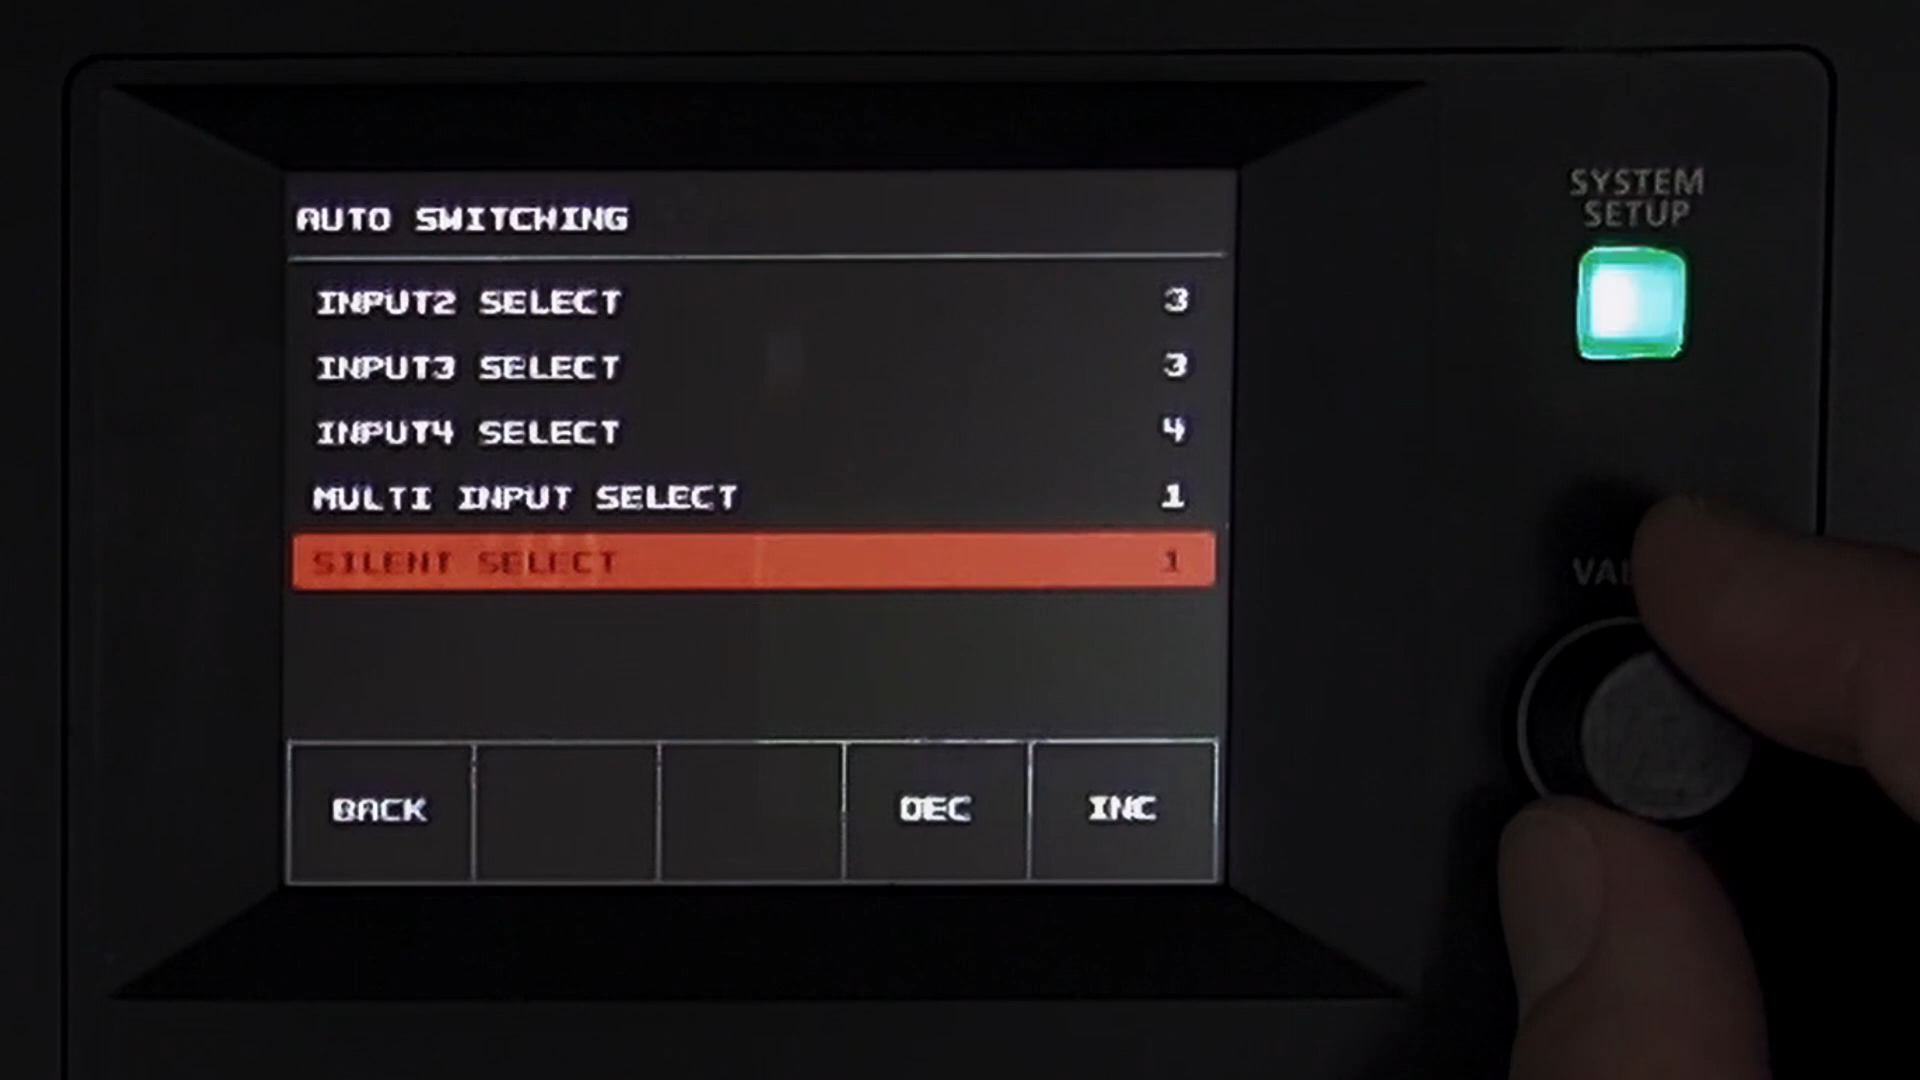 AUTO SWITCHING
INPUT2 SELECT 3
INPUT3 SELECT 3
INPUT4 SELECT 4
MULTI INPUT SELECT 1
SILENT SELECT 1
BACK DEC INC
SYSTEM
SETUP